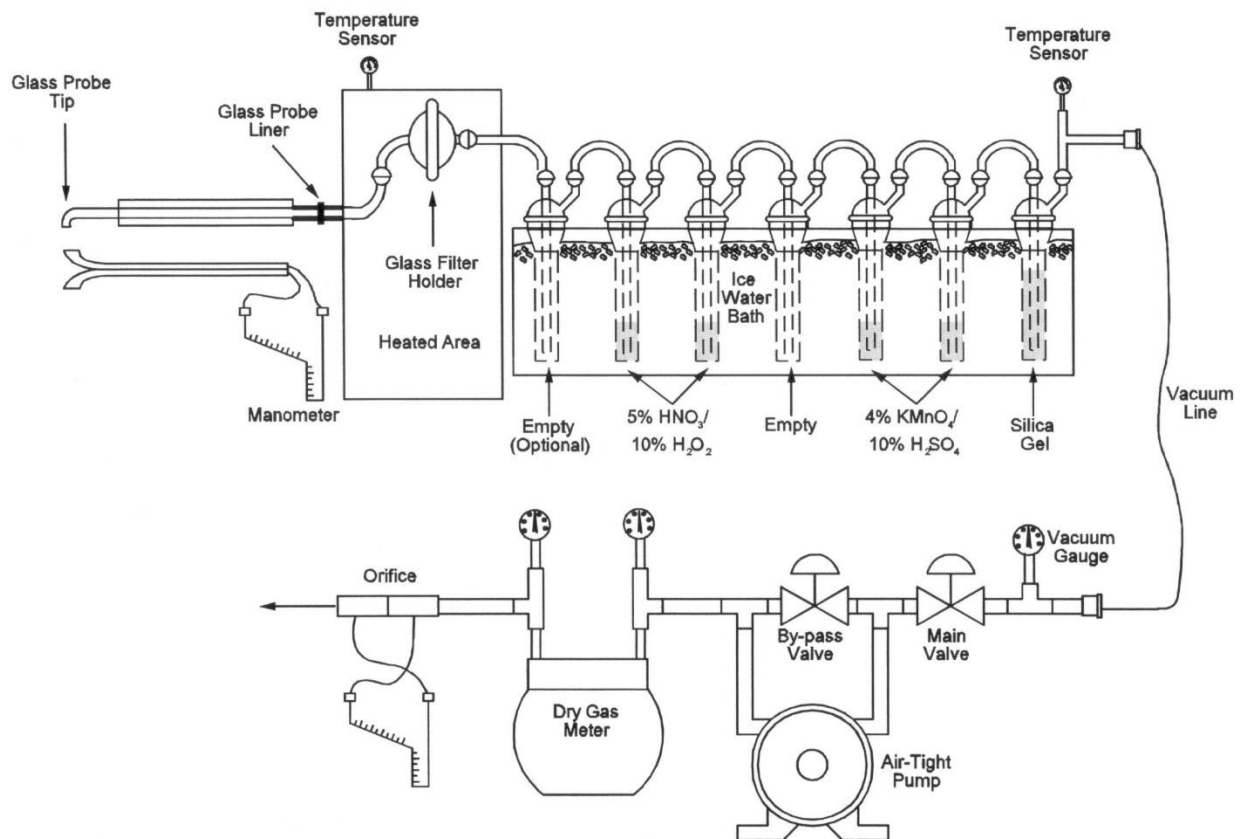 Temperature
Sensor
Temperature
Sensor
Glass Probe
Tip
Glass Probe
Liner
Glass Filter
Holder
Heated Area
Manometer
Ice
Water
Bath
Empty
(Optional)
5% HNO₃/
10% H₂O₂
Empty
4% KMnO₄/
10% H₂SO₄
Silica
Gel
Vacuum
Line
Vacuum
Gauge
Orifice
By-pass
Valve
Main
Valve
Dry Gas
Meter
Air-Tight
Pump